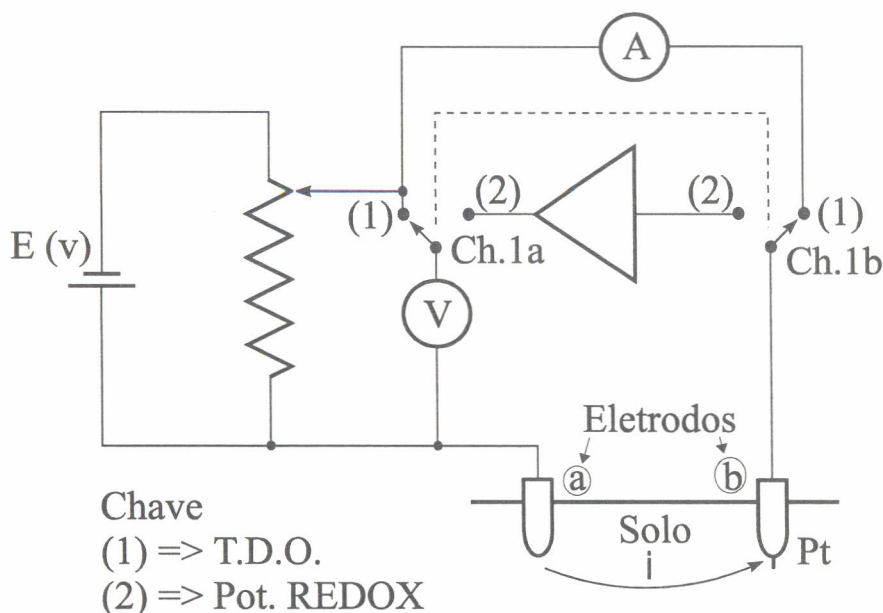 A
(2)
(2)
(1)
(1)
E (v)
Ch.1a
Ch.1b
V
Eletrodos
a
b
Solo
i
Pt
Chave
(1) => T.D.O.
(2) => Pot. REDOX